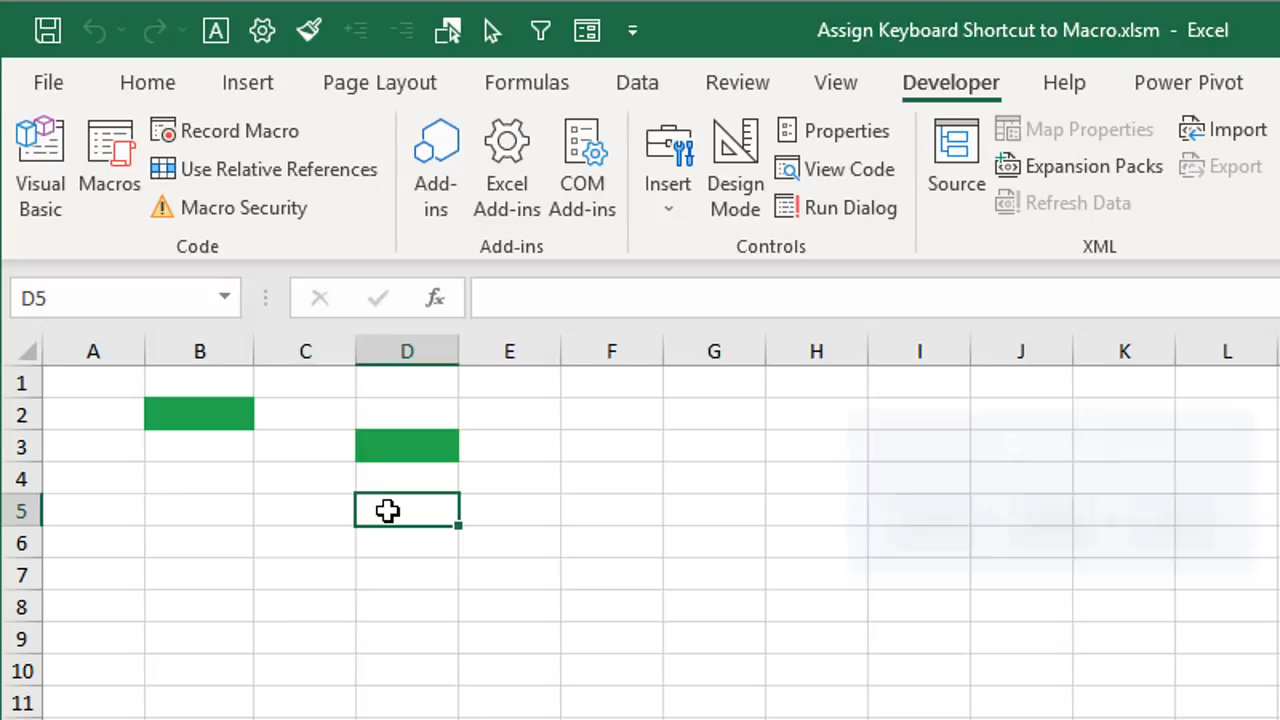 A
Assign Keyboard Shortcut to Macro.xlsm - Excel
File Home Insert Page Layout Formulas Data Review View Developer Help Power Pivot
Visual Basic
Macros
Record Macro
Use Relative References
Macro Security
Code
Add-ins
Excel Add-ins
COM Add-ins
Add-ins
Insert
Design Mode
Properties
View Code
Run Dialog
Controls
Source
Map Properties
Expansion Packs
Refresh Data
Import
Export
XML
D5
fx
A B C D E F G H I J K L
1
2
3
4
5
6
7
8
9
10
11